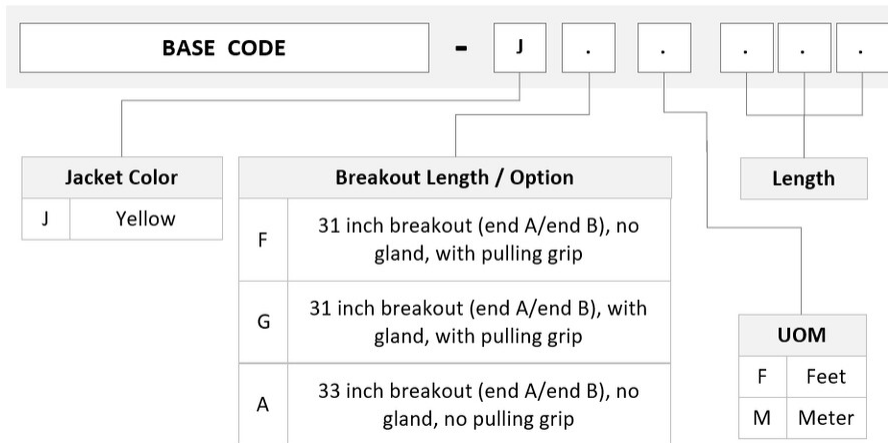 BASE CODE - J . . . . .
Jacket Color
J Yellow
Breakout Length / Option
F 31 inch breakout (end A/end B), no
gland, with pulling grip
G 31 inch breakout (end A/end B), with
gland, with pulling grip
A 33 inch breakout (end A/end B), no
gland, no pulling grip
Length
UOM
F Feet
M Meter